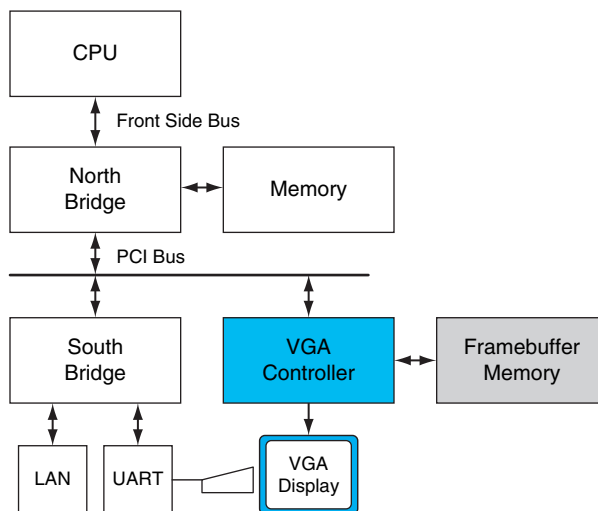 CPU
Front Side Bus
North
Bridge
Memory
PCI Bus
South
Bridge
VGA
Controller
Framebuffer
Memory
LAN
UART
VGA
Display